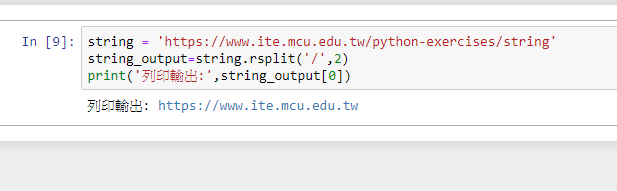 In [9]: string = 'https://www.ite.mcu.edu.tw/python-exercises/string'
string_output=string.rsplit('/',2)
print('列印輸出:',string_output[0])
列印輸出: https://www.ite.mcu.edu.tw